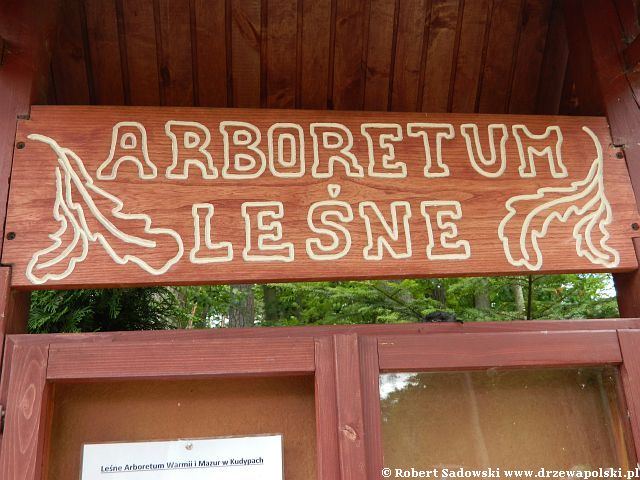 ARBORETUM
LEŚNE
Leśne Arboretum Warmii i Mazur w Kudypach
© Robert Sadowski www.drzewapolski.pl